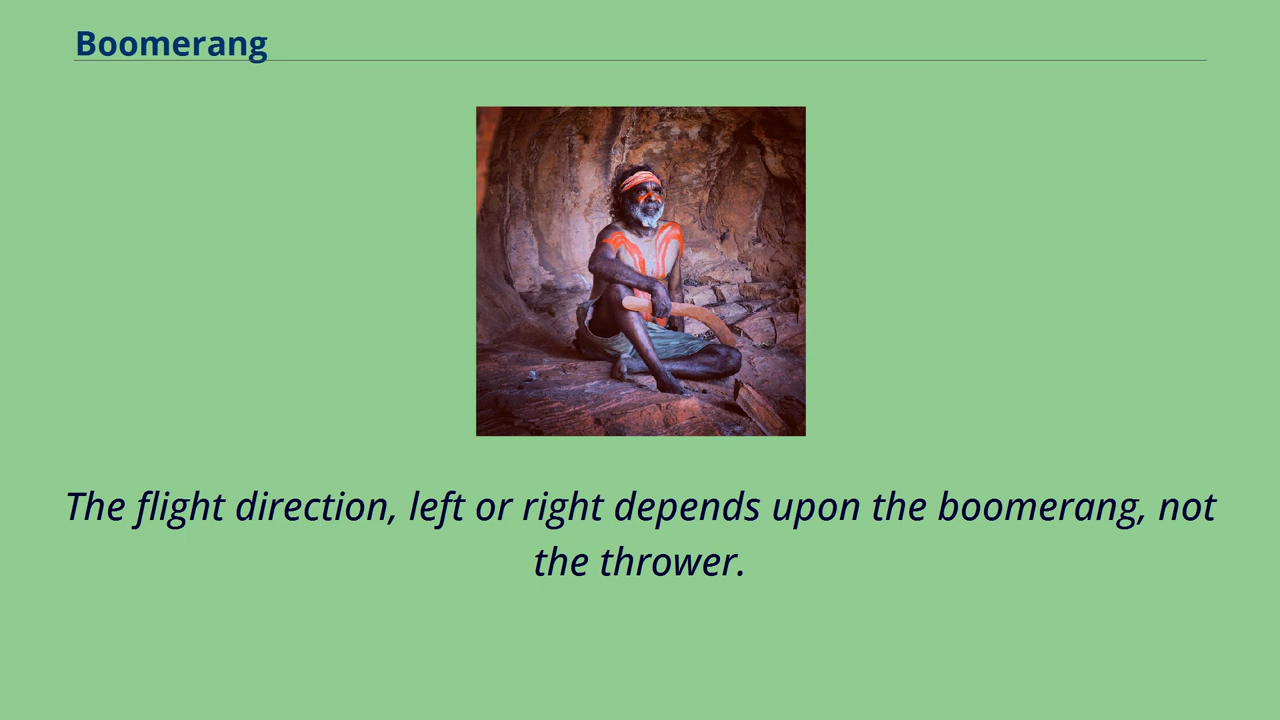 Boomerang
The flight direction, left or right depends upon the boomerang, not
the thrower.